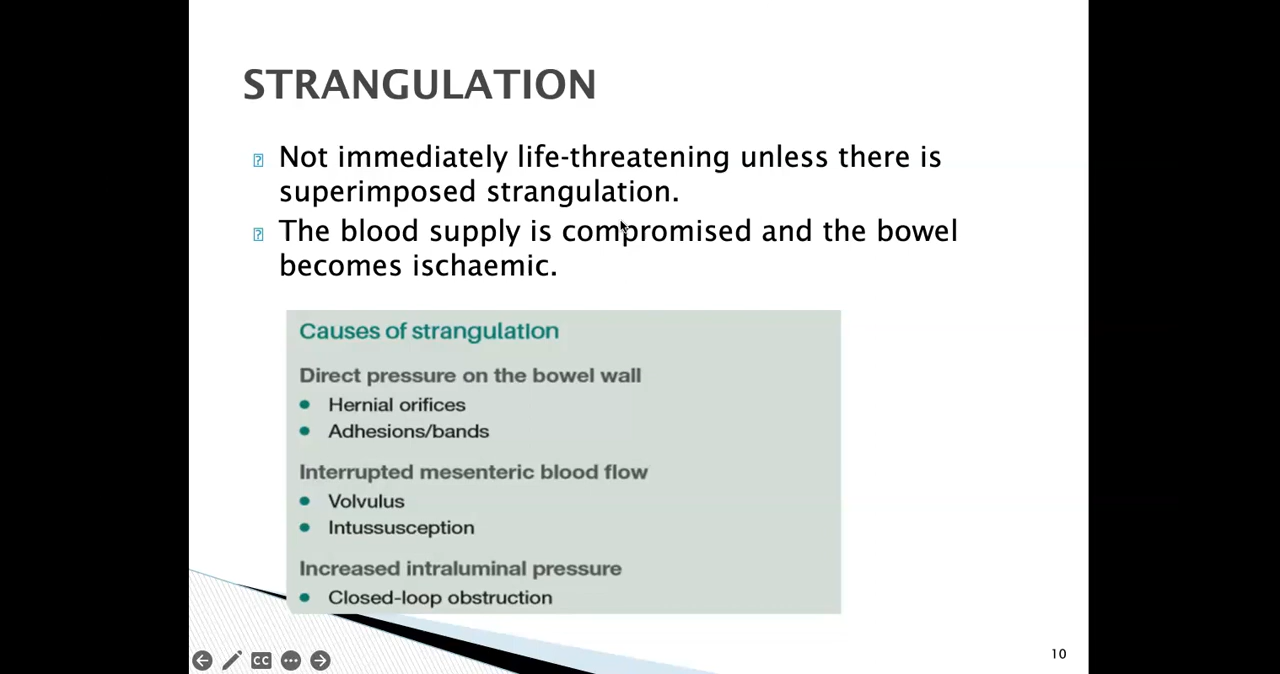 STRANGULATION
Not immediately life-threatening unless there is
superimposed strangulation.
The blood supply is compromised and the bowel
becomes ischaemic.
Causes of strangulation
Direct pressure on the bowel wall
• Hernial orifices
• Adhesions/bands
Interrupted mesenteric blood flow
• Volvulus
• Intussusception
Increased intraluminal pressure
• Closed-loop obstruction
CC
10